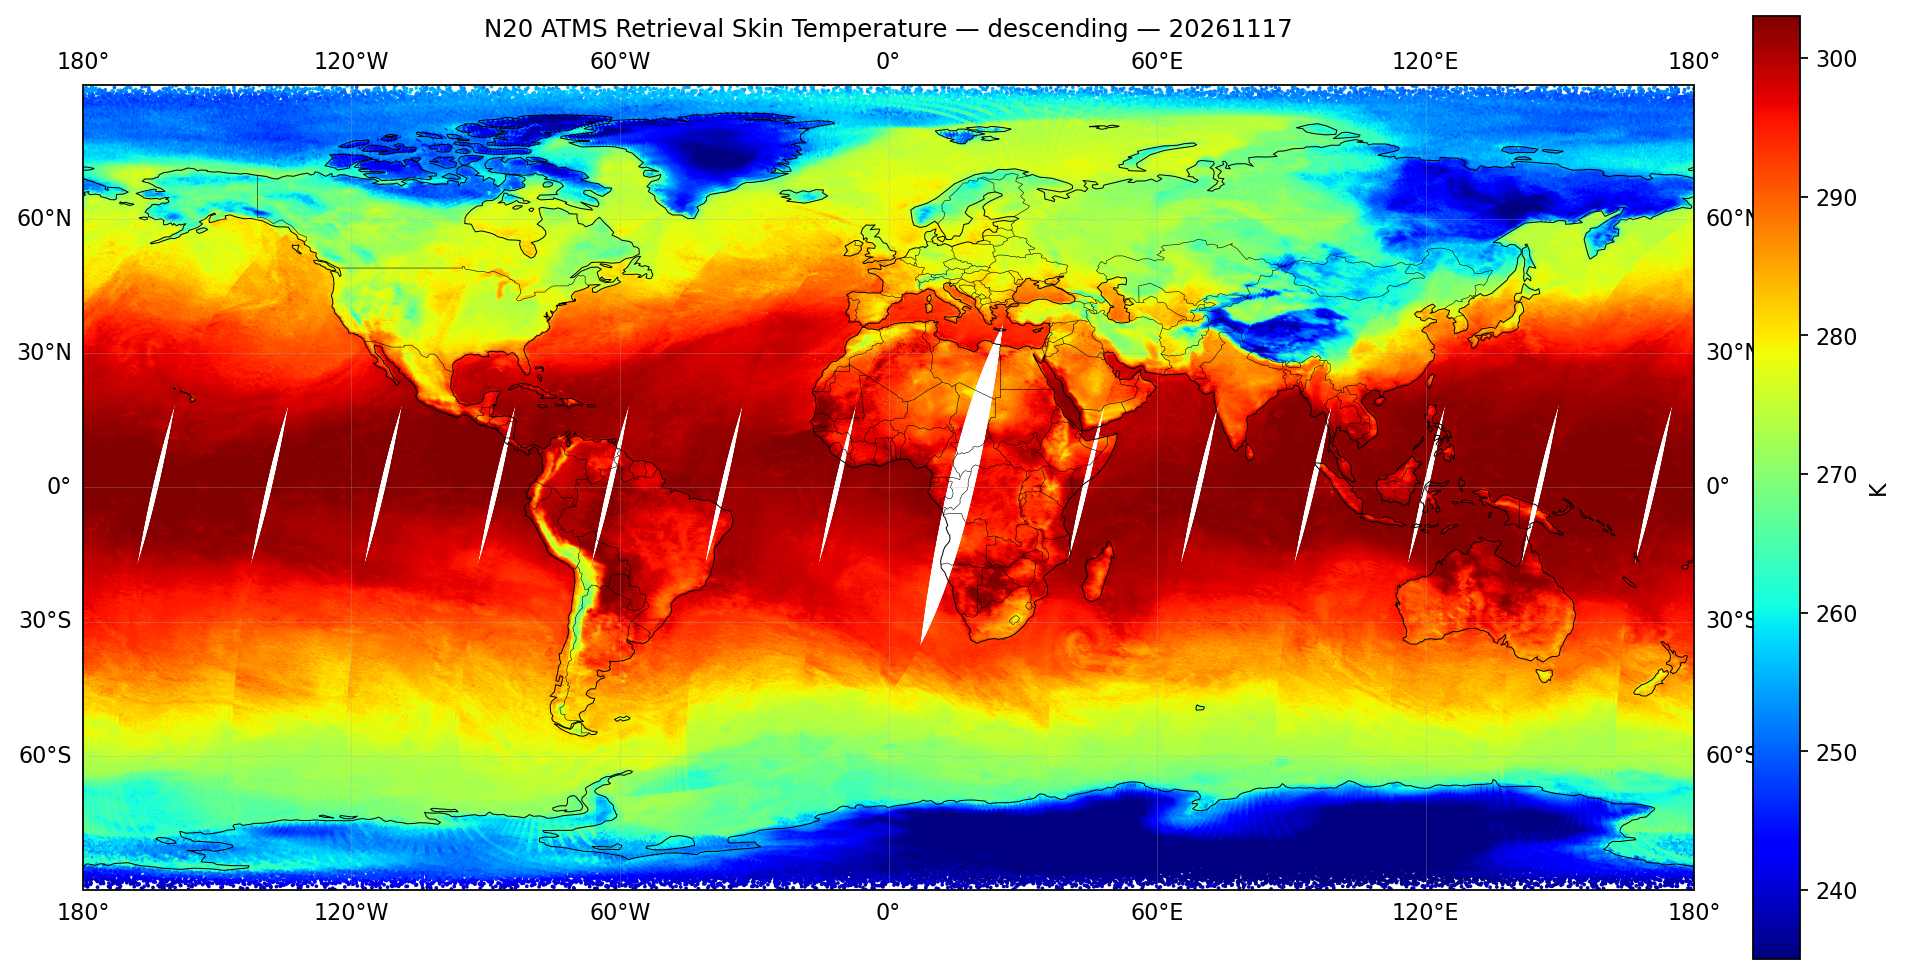 N20 ATMS Retrieval Skin Temperature — descending — 20261117
180° 120°W 60°W 0° 60°E 120°E 180°
60°N 60°N
30°N 30°N
0° 0°
30°S 30°S
60°S 60°S
180° 120°W 60°W 0° 60°E 120°E 180°
300
290
280
270
260
250
240
K